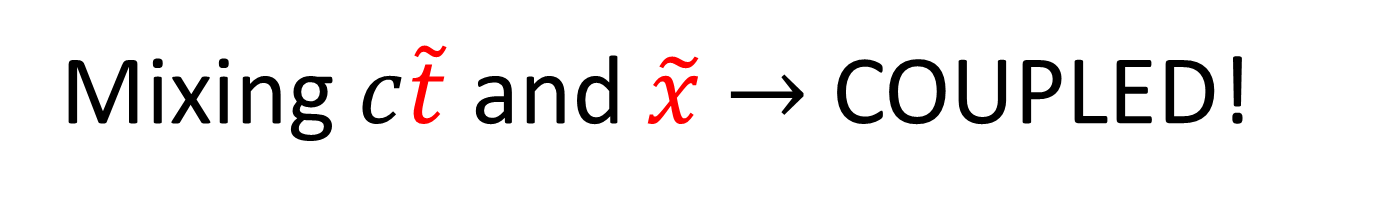 Mixing 𝑐𝑡̃ and 𝑥̃ → COUPLED!